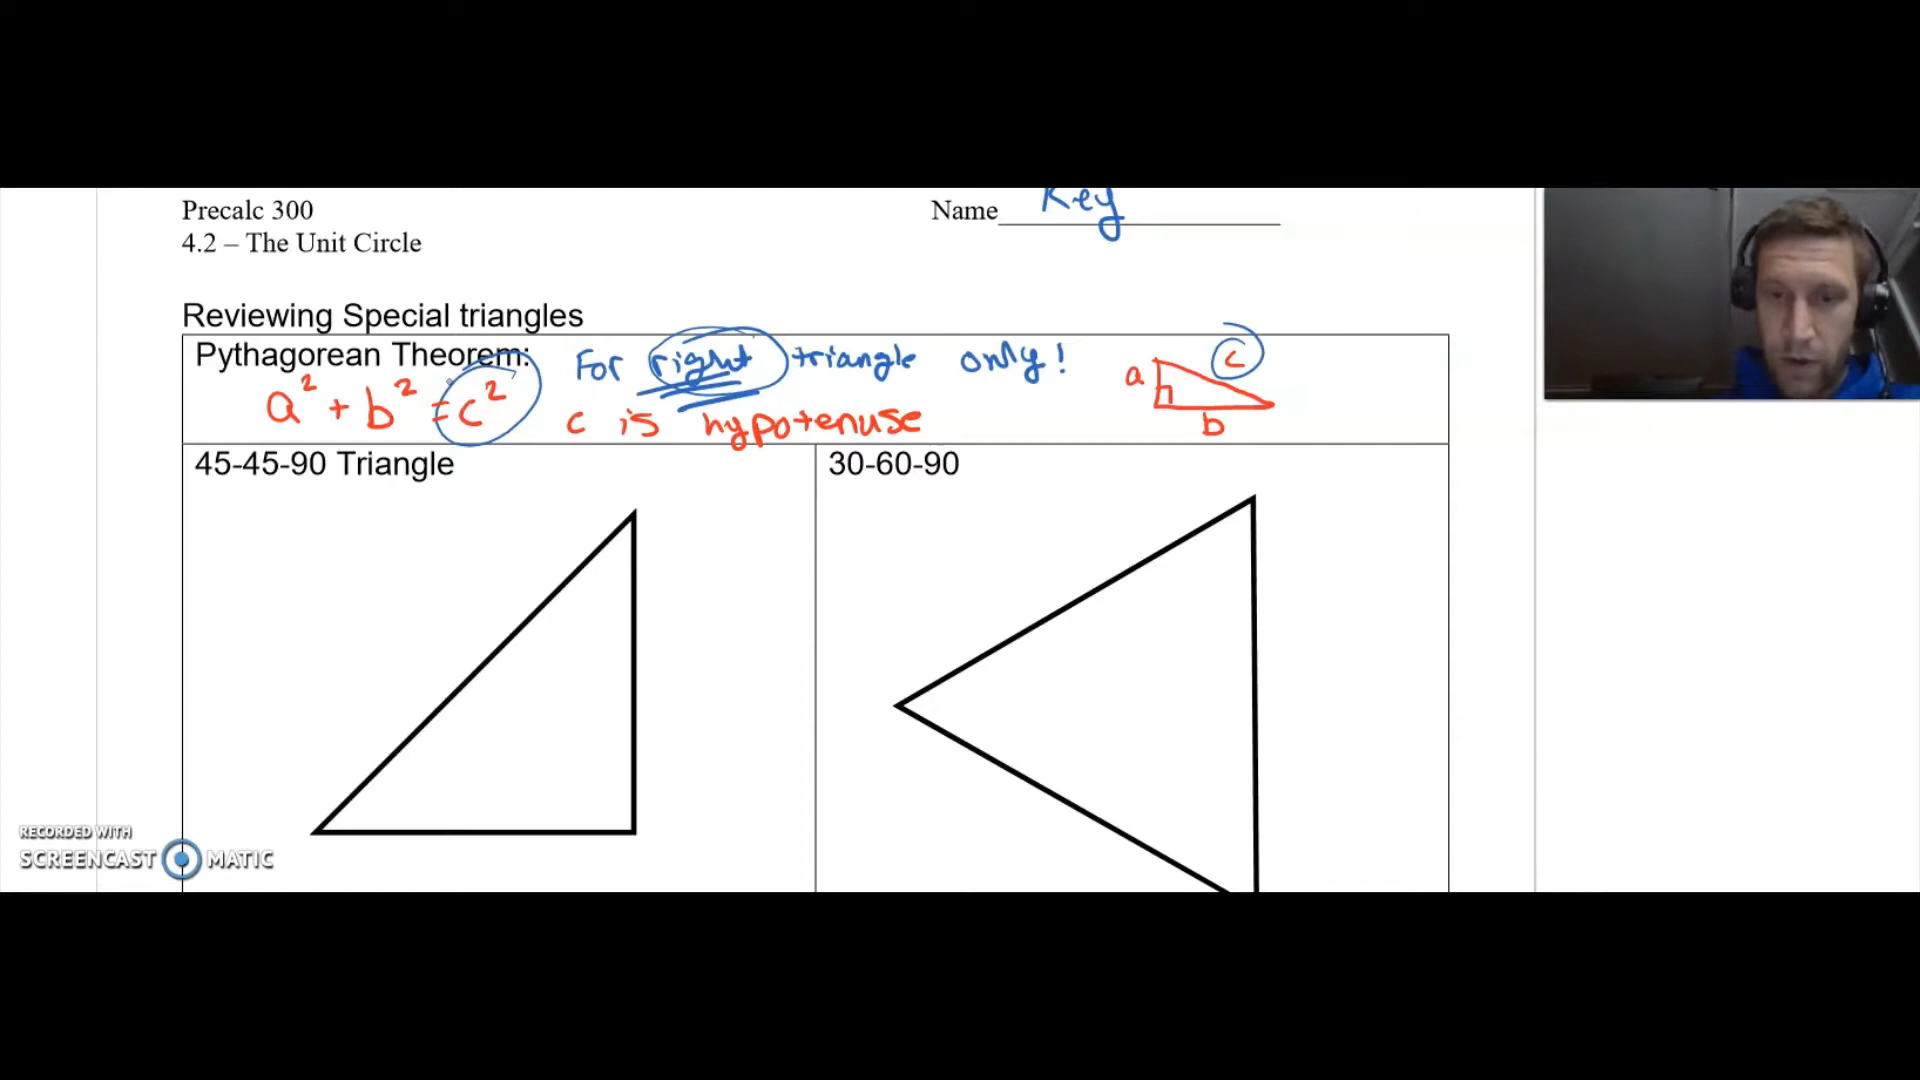 Precalc 300
Name Key
4.2 – The Unit Circle
Reviewing Special triangles
Pythagorean Theorem: For right triangle only!
a² + b² = c² c is hypotenuse
a
c
b
45-45-90 Triangle
30-60-90
RECORDED WITH
SCREENCAST MATIC